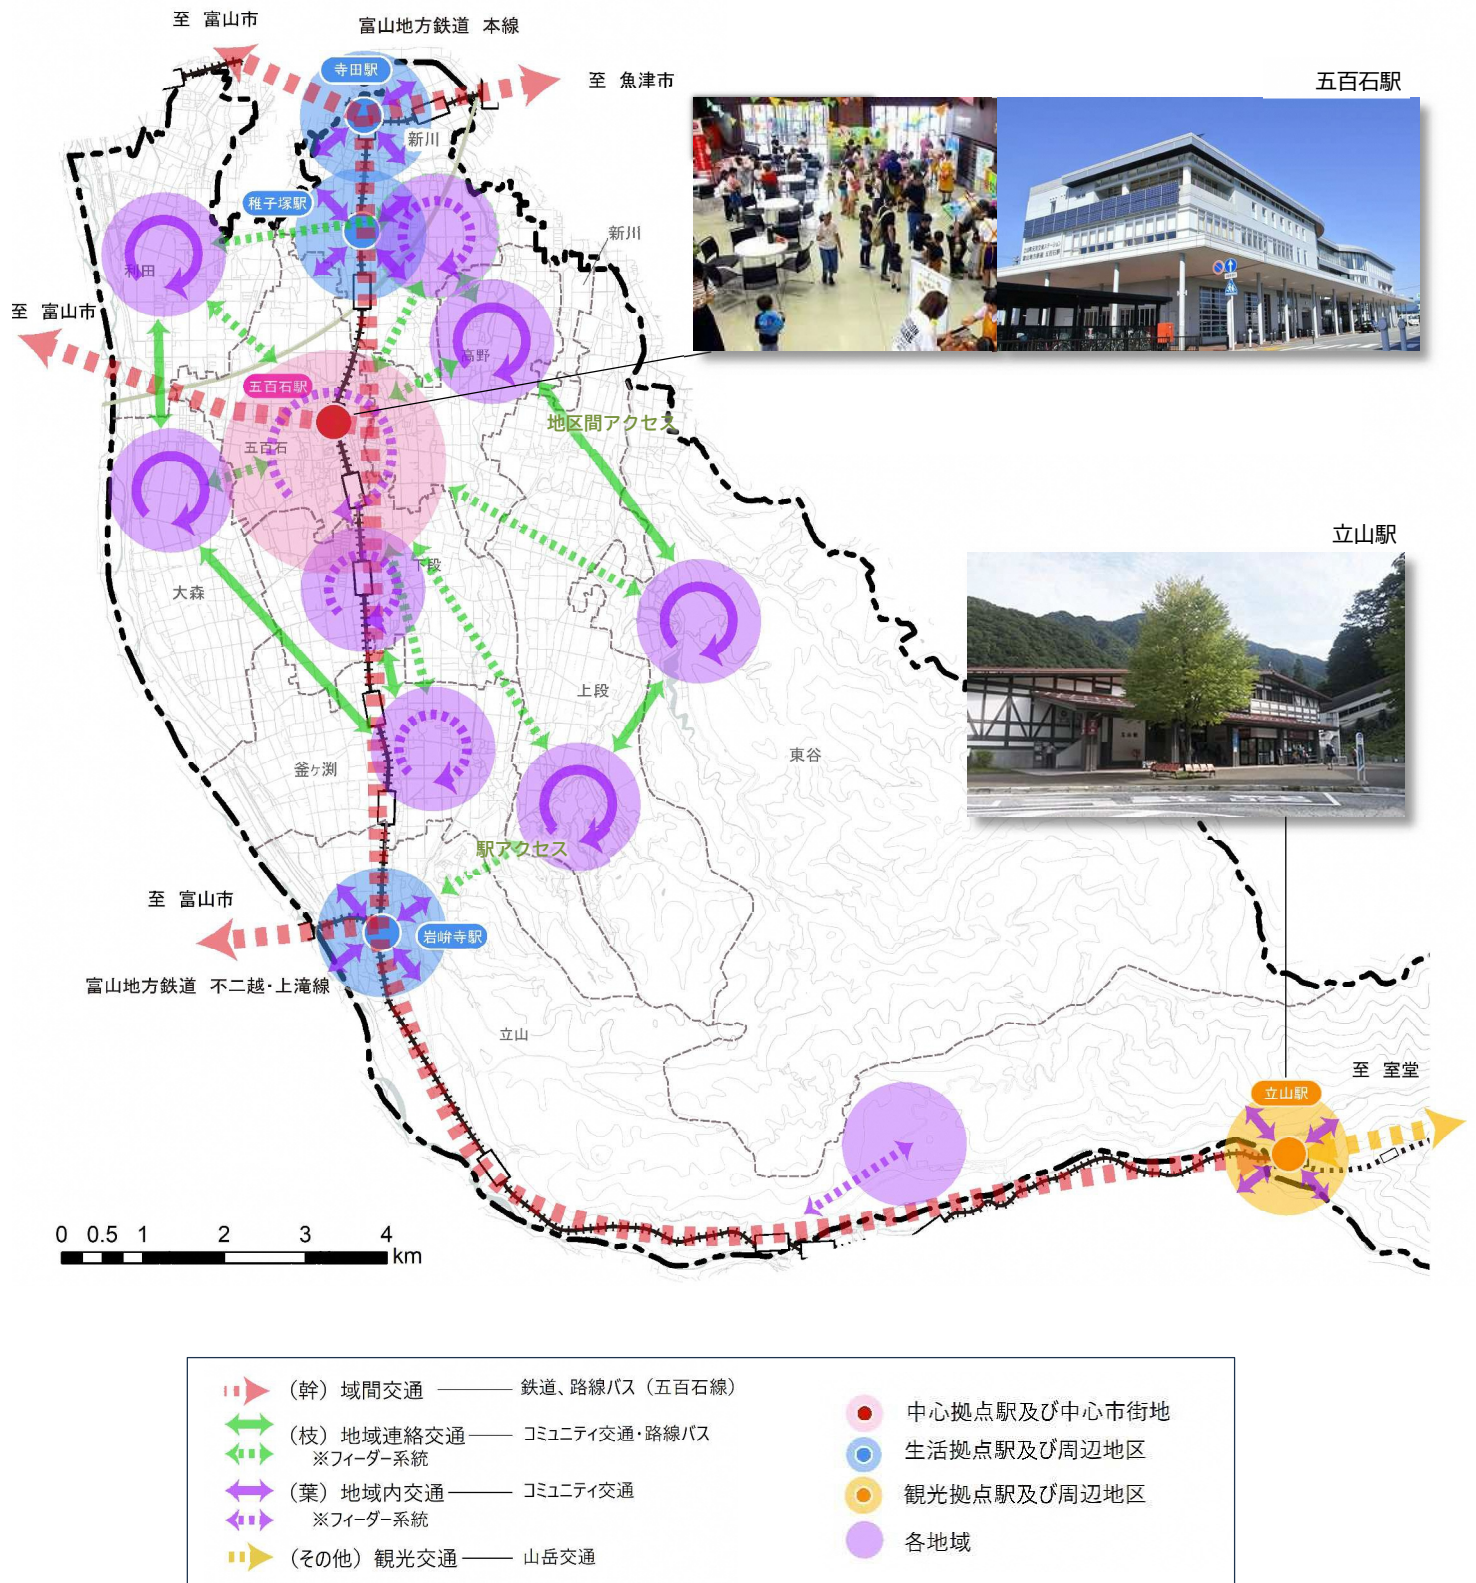 至 富山市
富山地方鉄道 本線
寺田駅
至 魚津市
五百石駅
新川
稚子塚駅
新川
利田
至 富山市
高野
五百石駅
地区間アクセス
五百石
立山駅
下段
大森
上段
東谷
釜ヶ渕
駅アクセス
至 富山市
岩峅寺駅
富山地方鉄道 不二越・上滝線
立山
至 室堂
立山駅
0 0.5 1 2 3 4
km
(幹) 域間交通
鉄道、路線バス (五百石線)
(枝) 地域連絡交通
コミュニティ交通・路線バス
※フィーダー系統
(葉) 地域内交通
コミュニティ交通
※フィーダー系統
(その他) 観光交通
山岳交通
中心拠点駅及び中心市街地
生活拠点駅及び周辺地区
観光拠点駅及び周辺地区
各地域